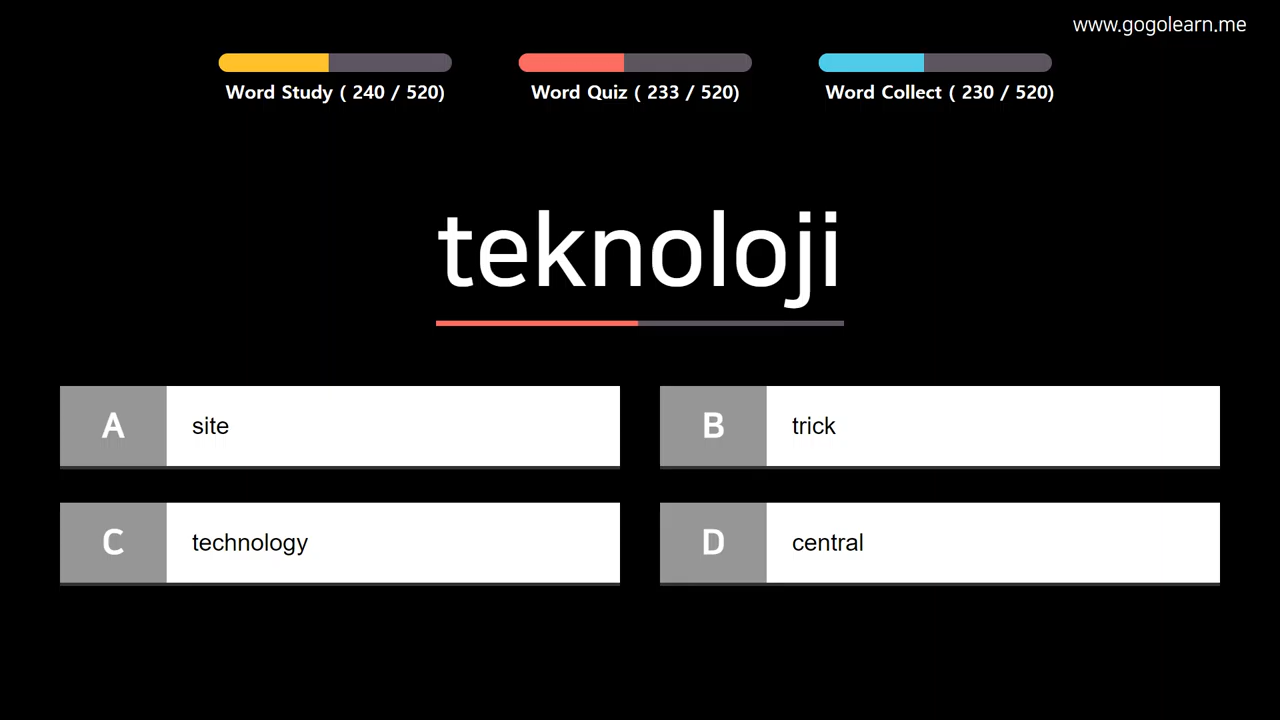 www.gogolearn.me
Word Study ( 240 / 520)
Word Quiz ( 233 / 520)
Word Collect ( 230 / 520)
teknoloji
A site
B trick
C technology
D central